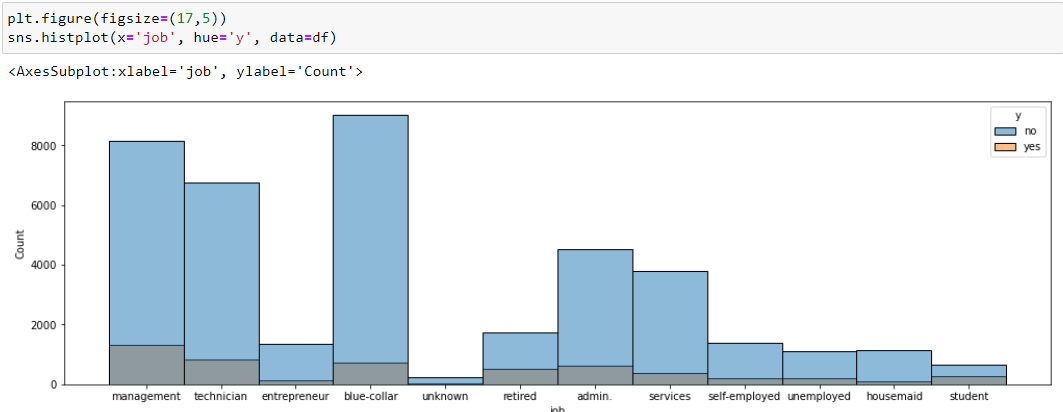 plt.figure(figsize=(17,5))
sns.histplot(x='job', hue='y', data=df)
<AxesSubplot:xlabel='job', ylabel='Count'>
y
no
yes
8000
6000
4000
2000
0
Count
management technician entrepreneur blue-collar unknown retired admin. services self-employed unemployed housemaid student
job